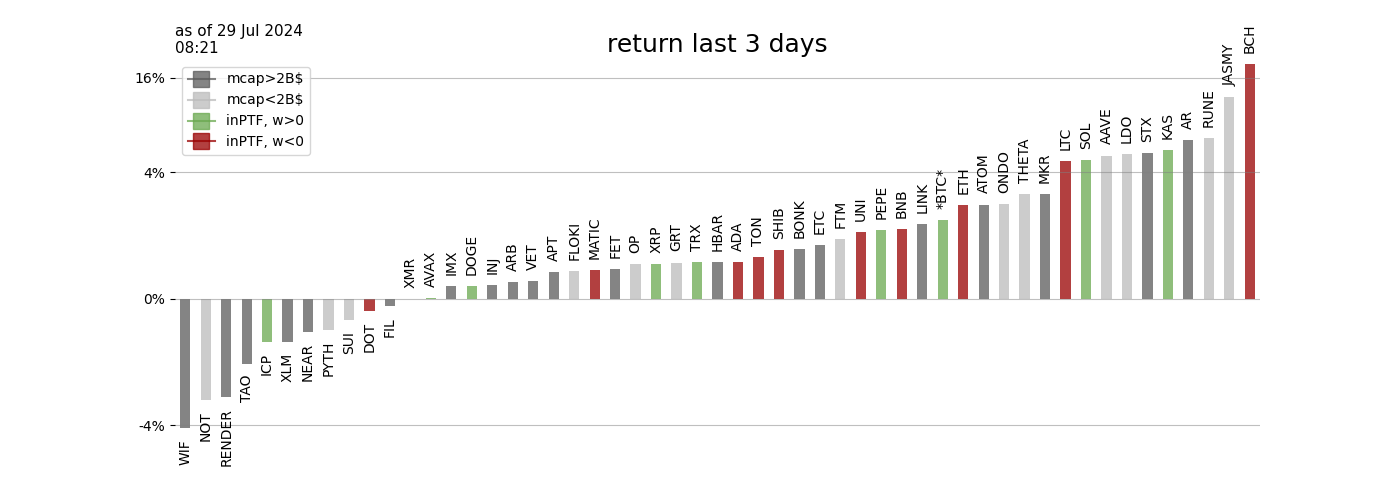 as of 29 Jul 2024
08:21
return last 3 days
mcap>2B$
mcap<2B$
inPTF, w>0
inPTF, w<0
16%
4%
0%
-4%
WIF
NOT
RENDER
TAO
ICP
XLM
NEAR
PYTH
SUI
DOT
FIL
XMR
AVAX
IMX
DOGE
INJ
ARB
VET
APT
FLOKI
MATIC
FET
OP
XRP
GRT
TRX
HBAR
ADA
TON
SHIB
BONK
ETC
FTM
UNI
PEPE
BNB
LINK
*BTC*
ETH
ATOM
ONDO
THETA
MKR
LTC
SOL
AAVE
LDO
STX
KAS
AR
RUNE
JASMY
BCH